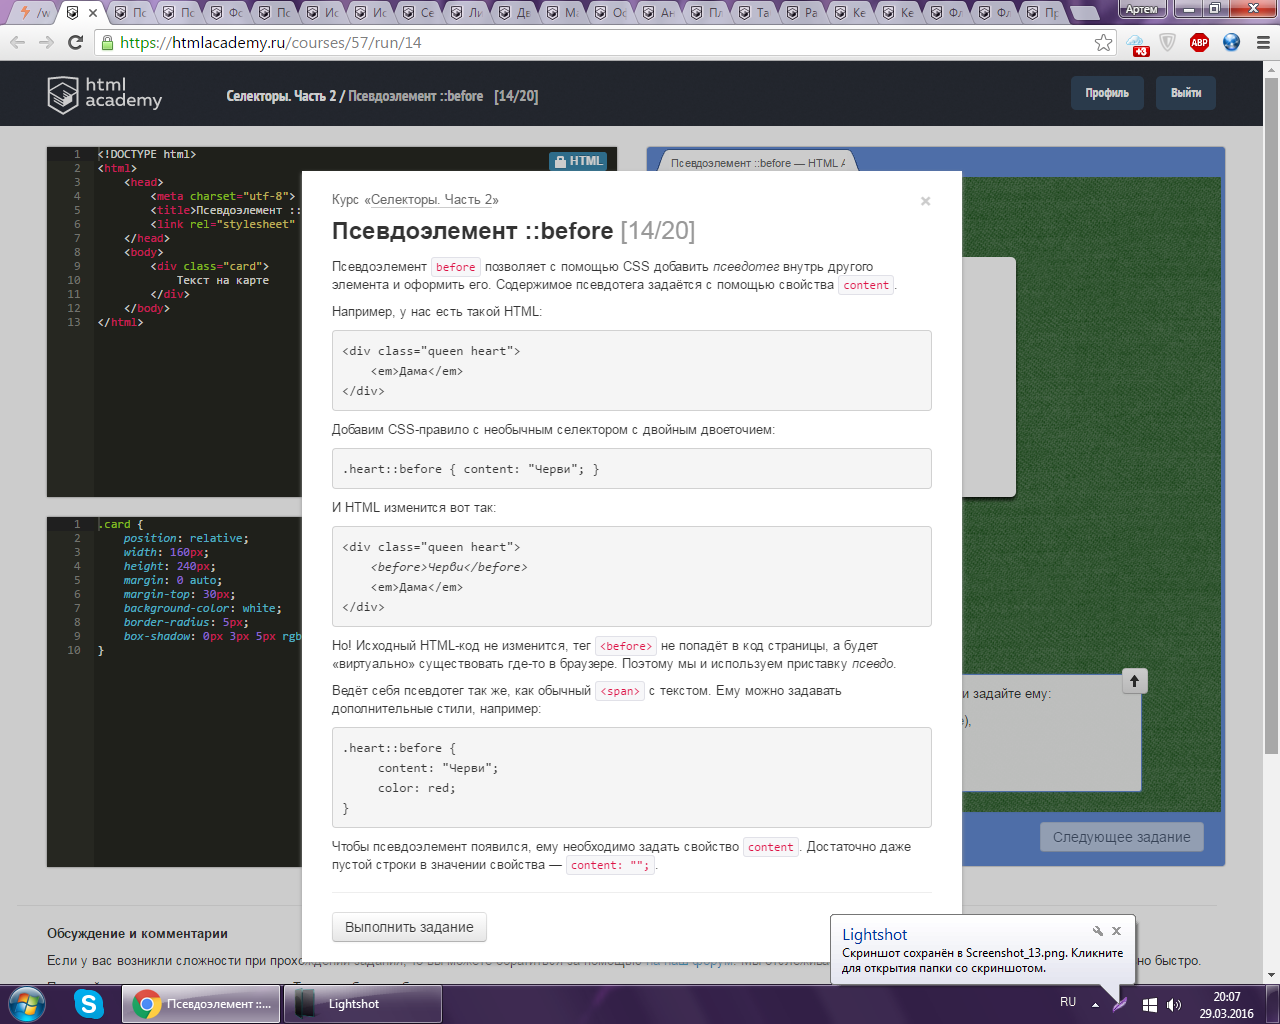 /w
Пс
Пс
Фо
Пс
Ис
Ис
Се
Ли
Дв
Ма
Ос
Ан
Пл
Та
Ра
Ке
Ке
Фл
Фл
Пр
Артем
https://htmlacademy.ru/courses/57/run/14
+3
ABP
html
academy
Селекторы. Часть 2 / Псевдоэлемент ::before [14/20]
Профиль
Выйти
1 <!DOCTYPE html>
2 <html>
3 <head>
4 <meta charset="utf-8">
5 <title>Псевдоэлемент ::
6 <link rel="stylesheet"
7 </head>
8 <body>
9 <div class="card">
10 Текст на карте
11 </div>
12 </body>
13 </html>
HTML
1 .card {
2 position: relative;
3 width: 160px;
4 height: 240px;
5 margin: 0 auto;
6 margin-top: 30px;
7 background-color: white;
8 border-radius: 5px;
9 box-shadow: 0px 3px 5px rgb
10 }
Псевдоэлемент ::before — HTML A
Курс «Селекторы. Часть 2»
×
Псевдоэлемент ::before [14/20]
Псевдоэлемент before позволяет с помощью CSS добавить псевдотег внутрь другого
элемента и оформить его. Содержимое псевдотега задаётся с помощью свойства content.
Например, у нас есть такой HTML:
<div class="queen heart">
<em>Дама</em>
</div>
Добавим CSS-правило с необычным селектором с двойным двоеточием:
.heart::before { content: "Черви"; }
И HTML изменится вот так:
<div class="queen heart">
<before>Черви</before>
<em>Дама</em>
</div>
Но! Исходный HTML-код не изменится, тег <before> не попадёт в код страницы, а будет
«виртуально» существовать где-то в браузере. Поэтому мы и используем приставку псевдо.
Ведёт себя псевдотег так же, как обычный <span> с текстом. Ему можно задавать
дополнительные стили, например:
.heart::before {
content: "Черви";
color: red;
}
Чтобы псевдоэлемент появился, ему необходимо задать свойство content. Достаточно даже
пустой строки в значении свойства — content: "";.
Выполнить задание
и задайте ему:
),
Следующее задание
Обсуждение и комментарии
Если у вас возникли сложности при прохо
но быстро.
Lightshot
Скриншот сохранён в Screenshot_13.png. Кликните
для открытия папки со скриншотом.
Псевдоэлемент ::...
Lightshot
RU
20:07
29.03.2016